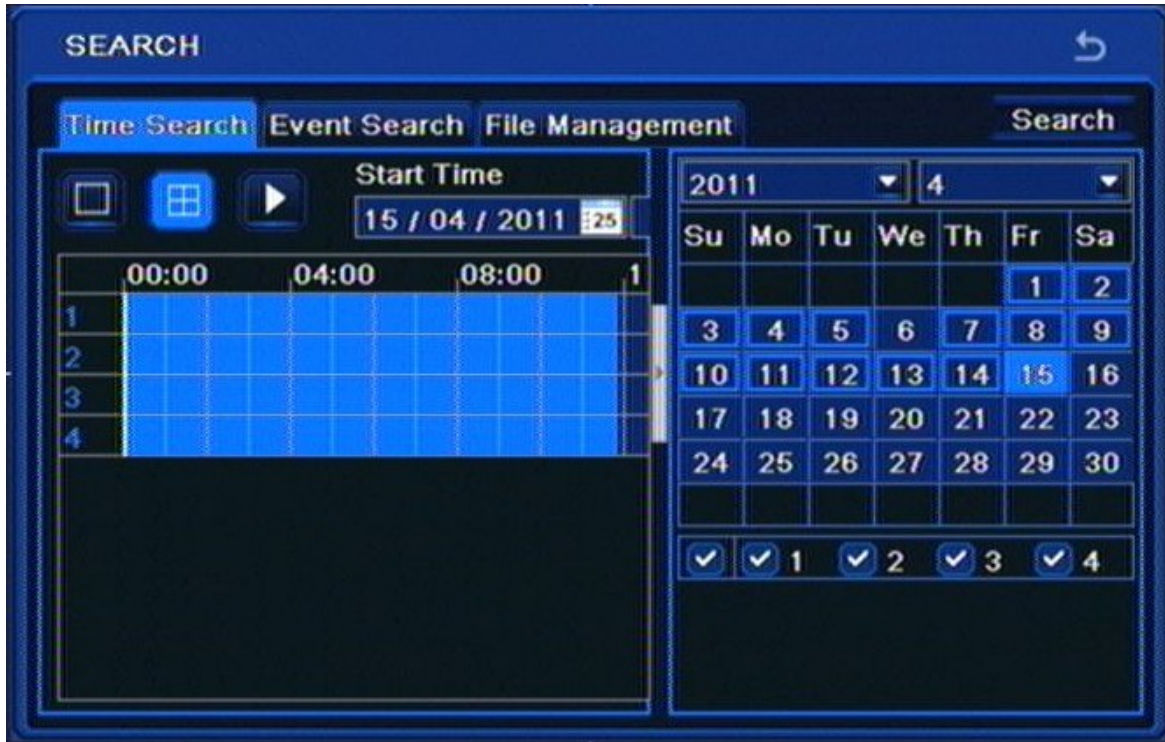 SEARCH
Time Search Event Search File Management Search
Start Time
15 / 04 / 2011 25
00:00 04:00 08:00 1
1
2
3
4
2011 4
Su Mo Tu We Th Fr Sa
1 2
3 4 5 6 7 8 9
10 11 12 13 14 15 16
17 18 19 20 21 22 23
24 25 26 27 28 29 30
1 2 3 4